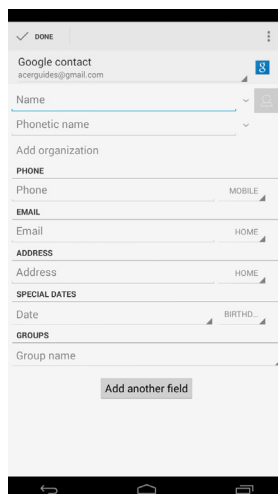 DONE
Google contact
acerguides@gmail.com
8
Name
Phonetic name
Add organization
PHONE
Phone MOBILE
EMAIL
Email HOME
ADDRESS
Address HOME
SPECIAL DATES
Date BIRTHD...
GROUPS
Group name
Add another field